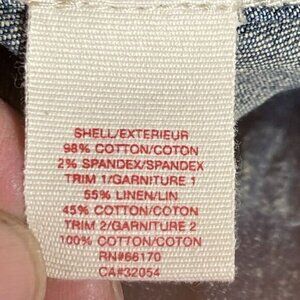 SHELL/EXTERIEUR
98% COTTON/COTON
2% SPANDEX/SPANDEX
TRIM 1/GARNITURE 1
55% LINEN/LIN
45% COTTON/COTON
TRIM 2/GARNITURE 2
100% COTTON/COTON
RN#66170
CA#32054